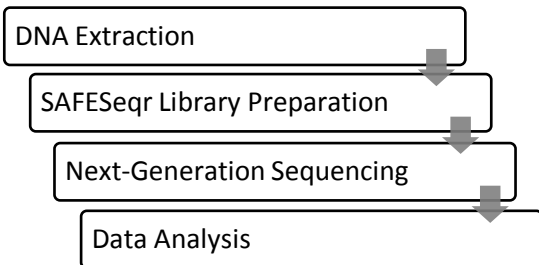 DNA Extraction
SAFESeqr Library Preparation
Next-Generation Sequencing
Data Analysis